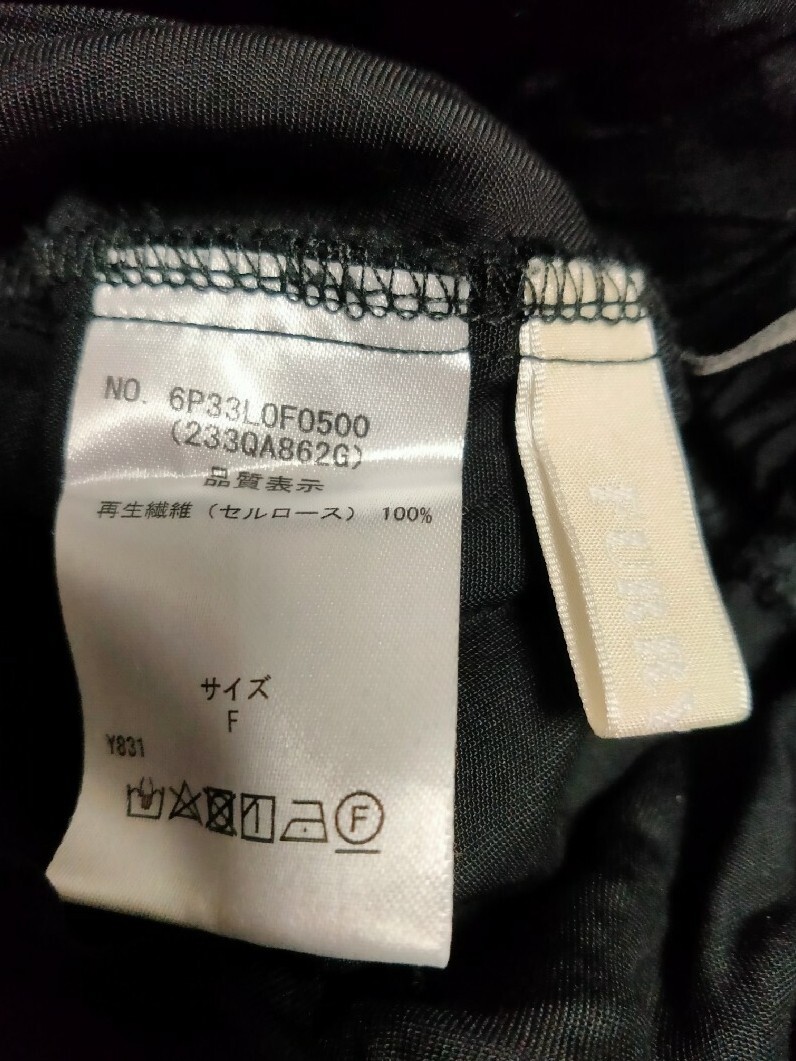 NO. 6P33L0F0500
(233QA862G)
品質表示
再生繊維 (セルロース) 100%
サイズ
F
Y831
F